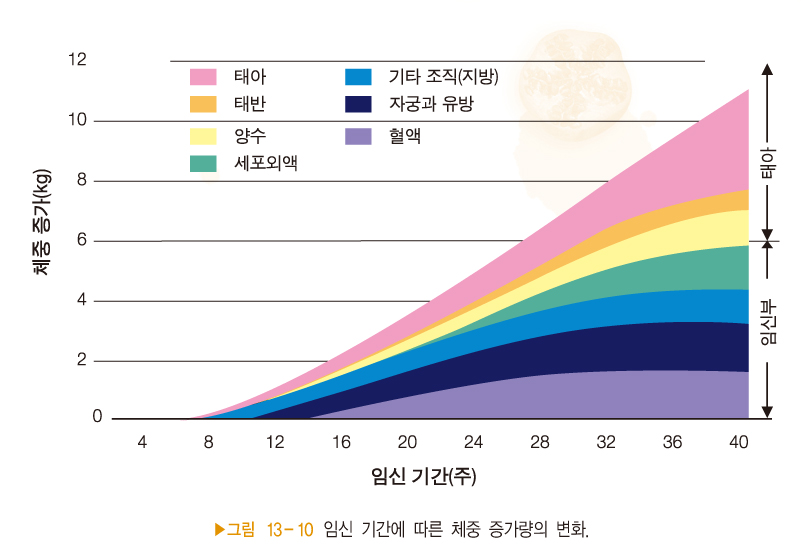 체중 증가(kg)
12
10
8
6
4
2
0
태아
태반
양수
세포외액
기타 조직(지방)
자궁과 유방
혈액
태아
임신부
4 8 12 16 20 24 28 32 36 40
임신 기간(주)
▶그림 13-10 임신 기간에 따른 체중 증가량의 변화.